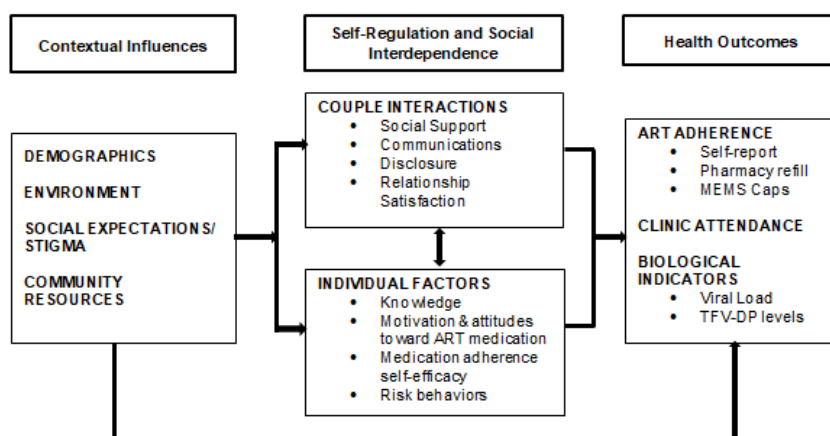 Contextual Influences
Self-Regulation and Social
Interdependence
Health Outcomes
DEMOGRAPHICS
ENVIRONMENT
SOCIAL EXPECTATIONS/
STIGMA
COMMUNITY
RESOURCES
COUPLE INTERACTIONS
• Social Support
• Communications
• Disclosure
• Relationship
Satisfaction
INDIVIDUAL FACTORS
• Knowledge
• Motivation & attitudes
toward ART medication
• Medication adherence
self-efficacy
• Risk behaviors
ART ADHERENCE
• Self-report
• Pharmacy refill
• MEMS Caps
CLINIC ATTENDANCE
BIOLOGICAL
INDICATORS
• Viral Load
• TFV-DP levels